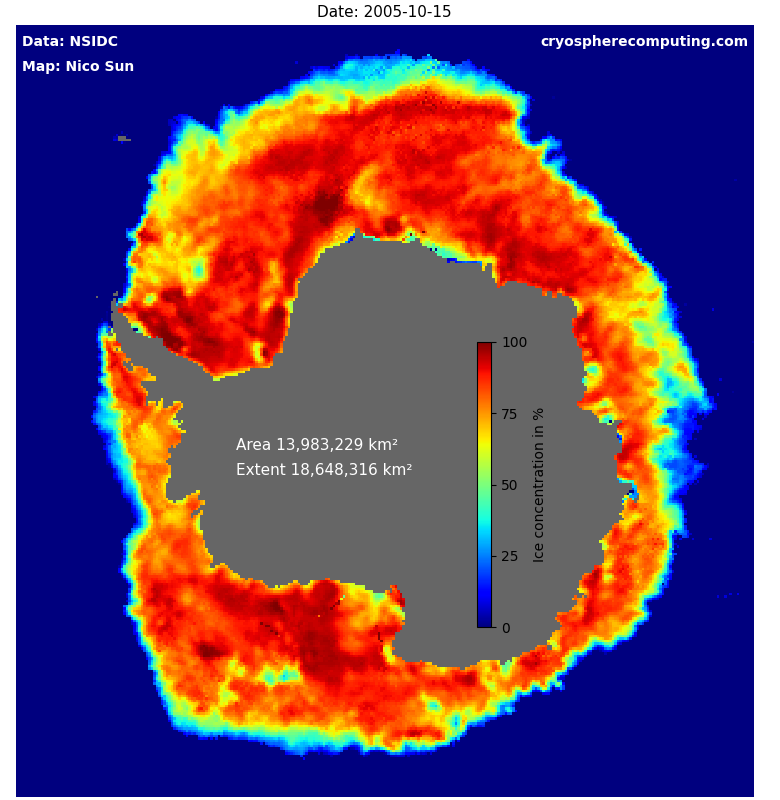 Date: 2005-10-15
Data: NSIDC
cryospherecomputing.com
Map: Nico Sun
100
75
50
25
0
Ice concentration in %
Area 13,983,229 km²
Extent 18,648,316 km²